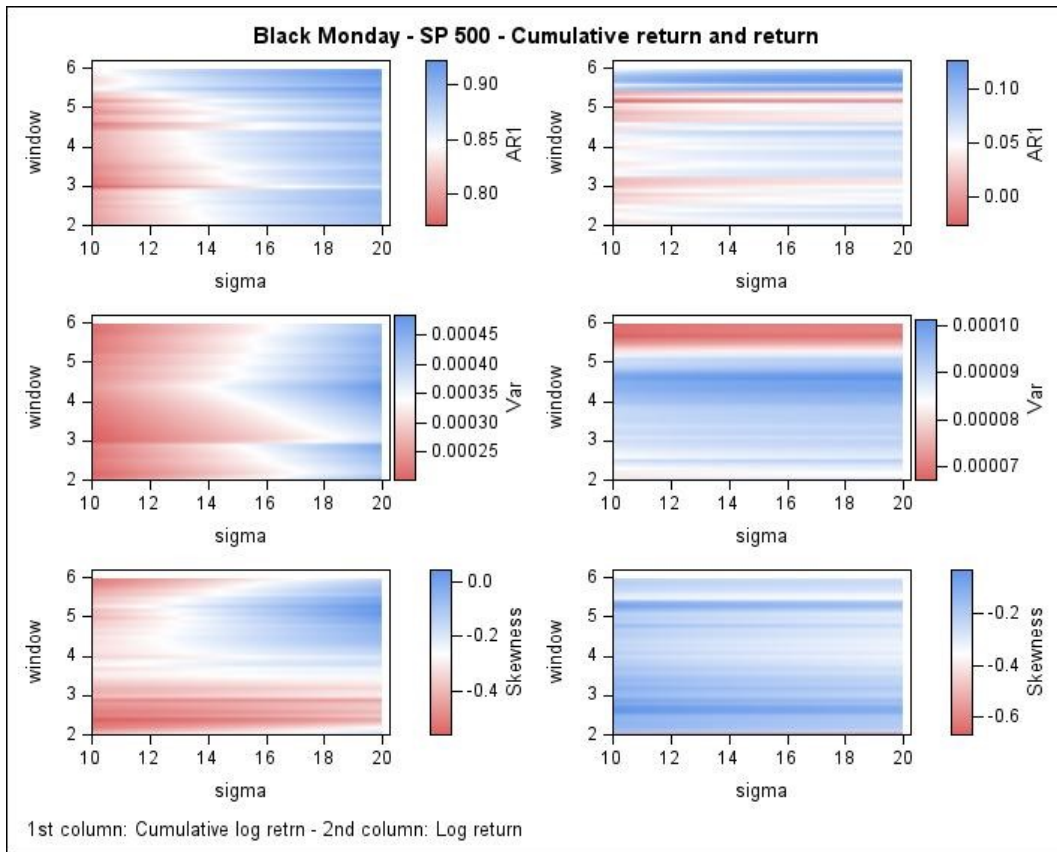 Black Monday - SP 500 - Cumulative return and return
6
5
4
3
2
window
10 12 14 16 18 20
sigma
0.90
0.85
0.80
AR1
6
5
4
3
2
window
10 12 14 16 18 20
sigma
0.10
0.05
0.00
AR1
6
5
4
3
2
window
10 12 14 16 18 20
sigma
0.00045
0.00040
0.00035
0.00030
0.00025
Var
6
5
4
3
2
window
10 12 14 16 18 20
sigma
0.00010
0.00009
0.00008
0.00007
Var
6
5
4
3
2
window
10 12 14 16 18 20
sigma
0.0
-0.2
-0.4
Skewness
6
5
4
3
2
window
10 12 14 16 18 20
sigma
-0.2
-0.4
-0.6
Skewness
1st column: Cumulative log retrn - 2nd column: Log return